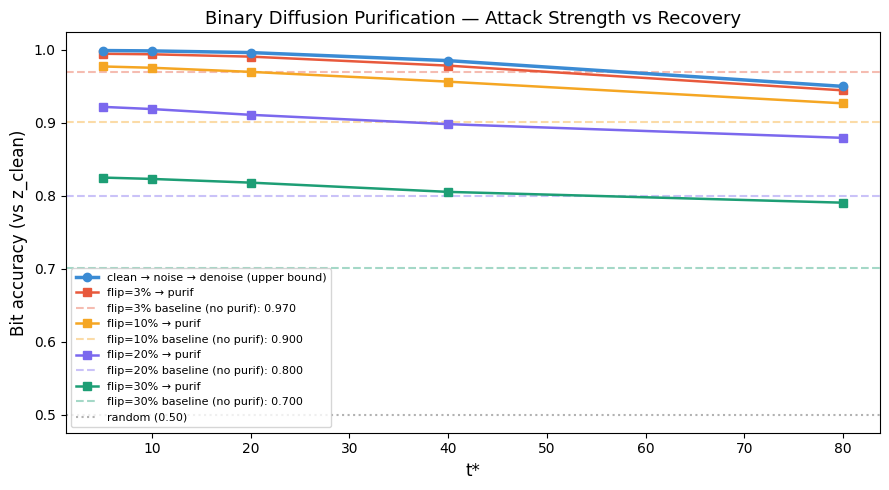 Binary Diffusion Purification — Attack Strength vs Recovery
Bit accuracy (vs z_clean)
1.0
0.9
0.8
0.7
0.6
0.5
clean → noise → denoise (upper bound)
flip=3% → purif
flip=3% baseline (no purif): 0.970
flip=10% → purif
flip=10% baseline (no purif): 0.900
flip=20% → purif
flip=20% baseline (no purif): 0.800
flip=30% → purif
flip=30% baseline (no purif): 0.700
random (0.50)
10 20 30 40 50 60 70 80
t*